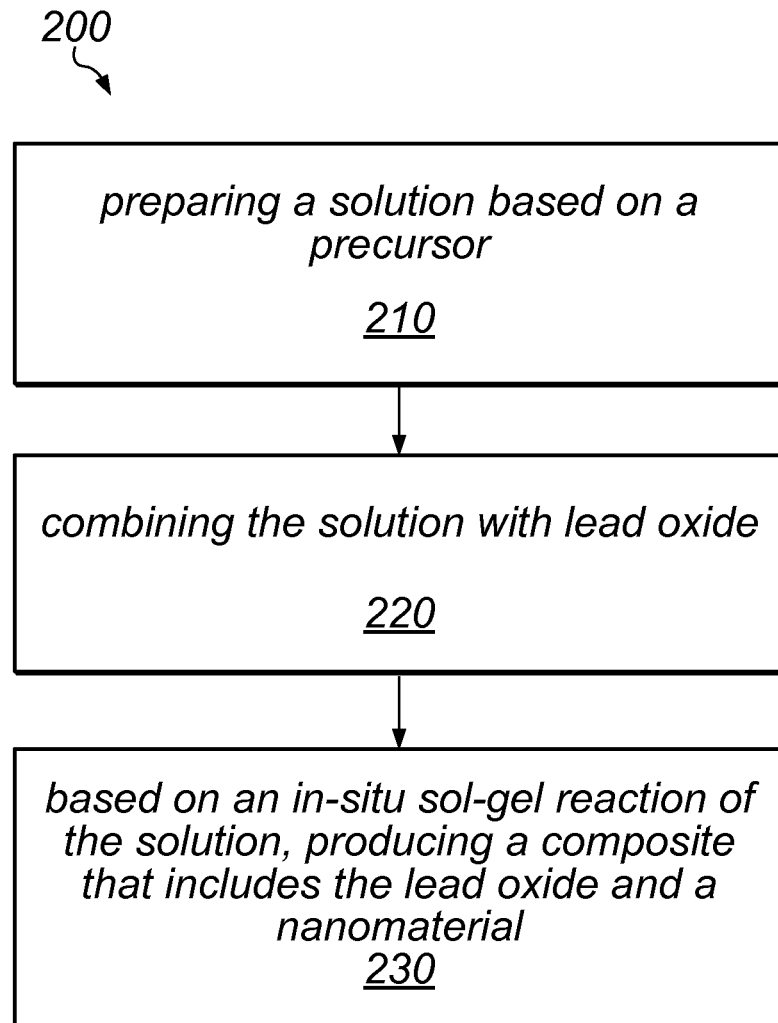 200
preparing a solution based on a
precursor
210
combining the solution with lead oxide
220
based on an in-situ sol-gel reaction of
the solution, producing a composite
that includes the lead oxide and a
nanomaterial
230